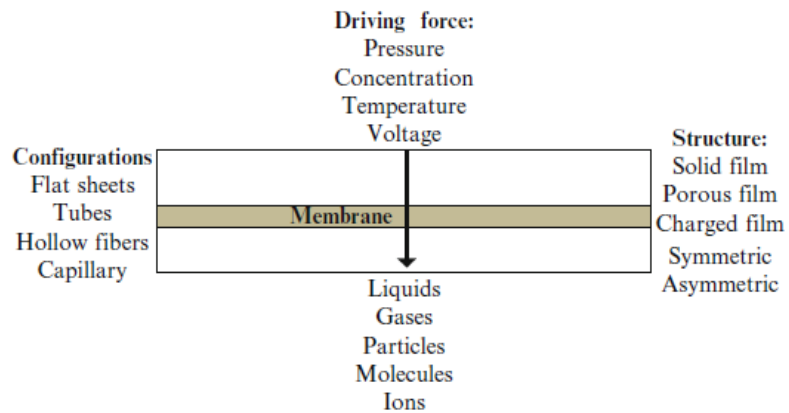 Driving force:
Pressure
Concentration
Temperature
Voltage
Configurations
Flat sheets
Tubes
Hollow fibers
Capillary
Membrane
Structure:
Solid film
Porous film
Charged film
Symmetric
Asymmetric
Liquids
Gases
Particles
Molecules
Ions